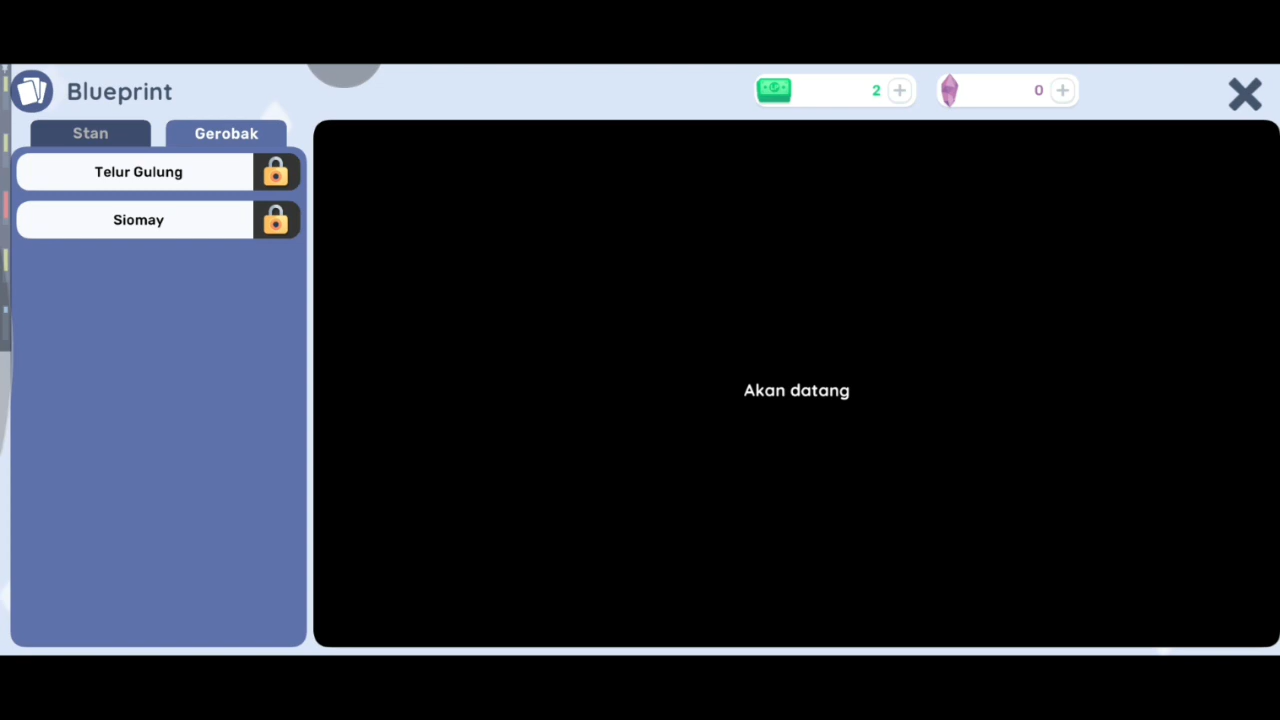 Blueprint
2
0
Stan
Gerobak
Telur Gulung
Siomay
Akan datang